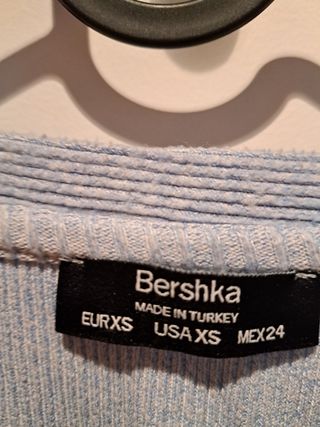 Bershka
MADE IN TURKEY
EURXS USA XS MEX24